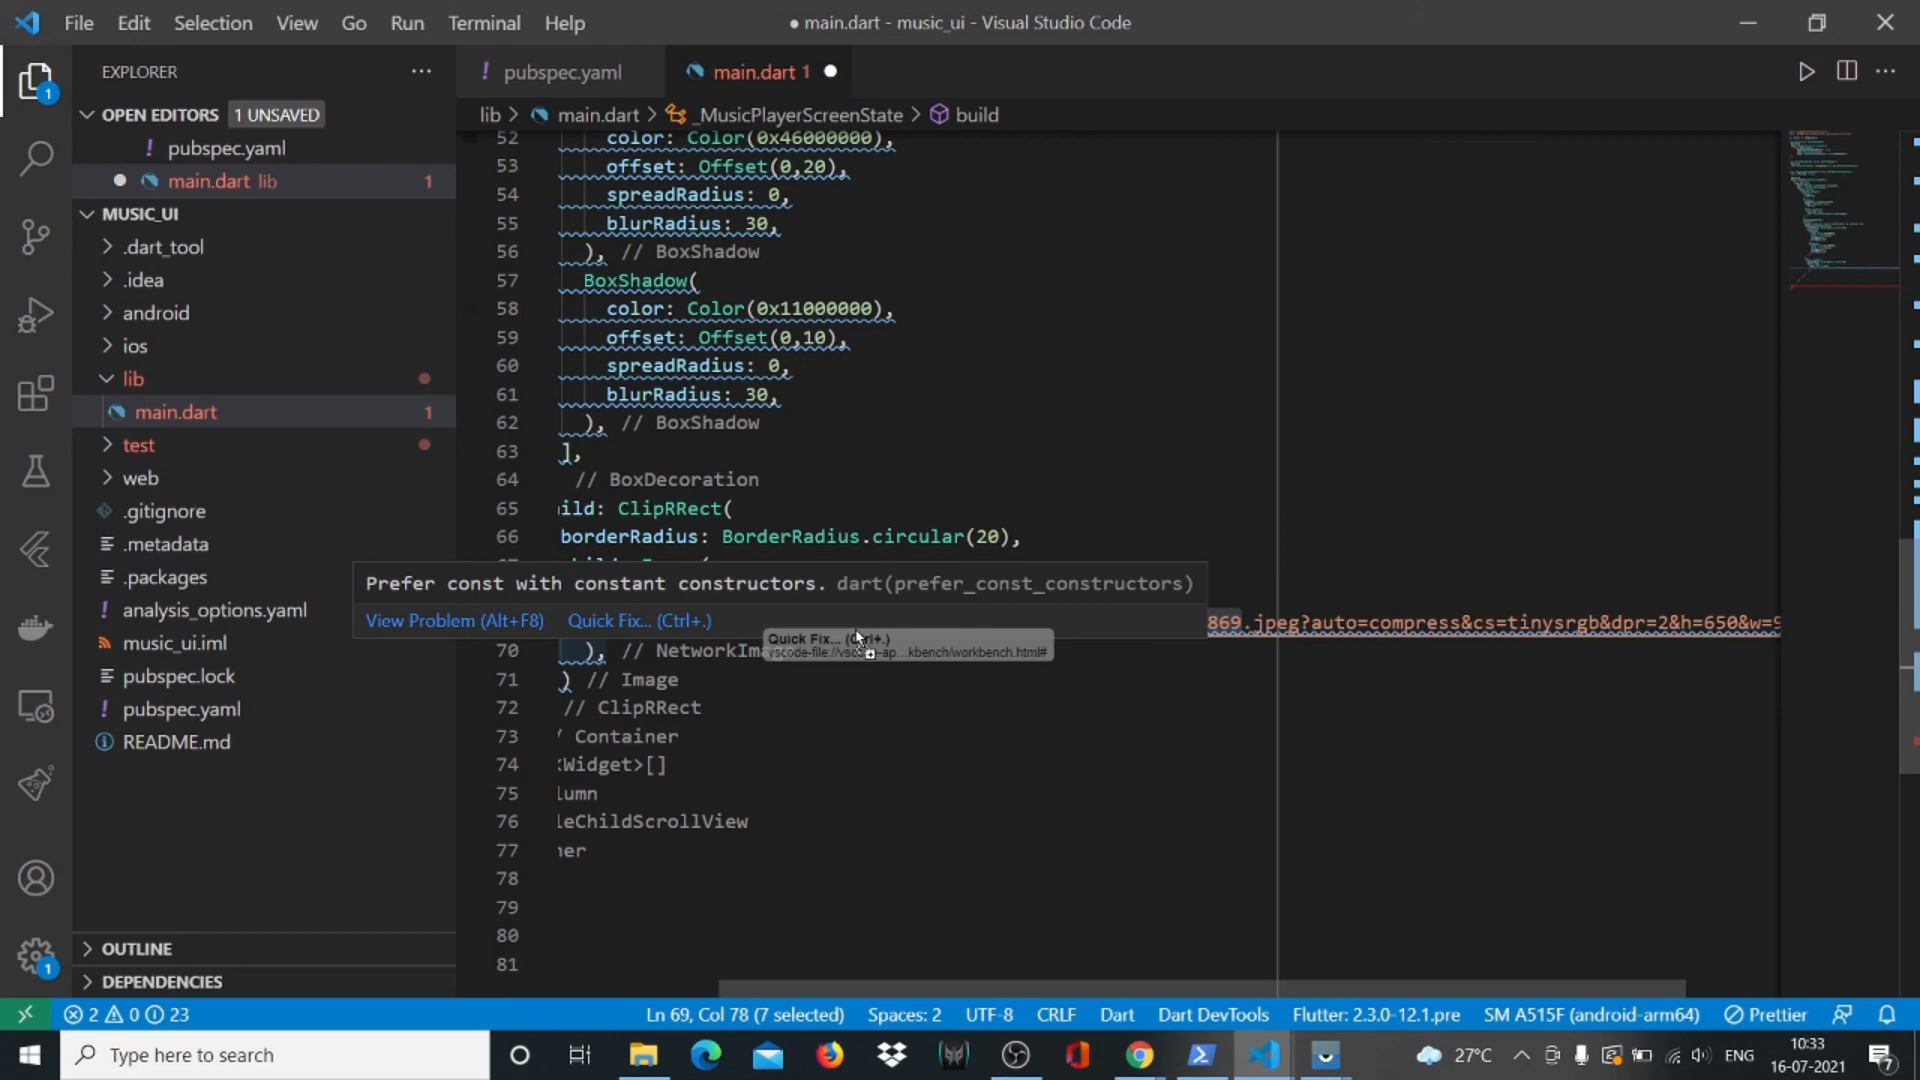 File Edit Selection View Go Run Terminal Help
● main.dart - music_ui - Visual Studio Code
EXPLORER
! pubspec.yaml
main.dart 1 ●
OPEN EDITORS 1 UNSAVED
lib > main.dart > _MusicPlayerScreenState > build
! pubspec.yaml
● main.dart lib 1
MUSIC_UI
.dart_tool
.idea
android
ios
lib
main.dart 1
test
web
.gitignore
.metadata
.packages
! analysis_options.yaml
music_ui.iml
pubspec.lock
! pubspec.yaml
README.md
OUTLINE
DEPENDENCIES
52 color: Color(0x46000000),
53 offset: Offset(0,20),
54 spreadRadius: 0,
55 blurRadius: 30,
56 ), // BoxShadow
57 BoxShadow(
58 color: Color(0x11000000),
59 offset: Offset(0,10),
60 spreadRadius: 0,
61 blurRadius: 30,
62 ), // BoxShadow
63 ],
64 // BoxDecoration
65 ild: ClipRRect(
66 borderRadius: BorderRadius.circular(20),
Prefer const with constant constructors. dart(prefer_const_constructors)
View Problem (Alt+F8) Quick Fix... (Ctrl+.)
869.jpeg?auto=compress&cs=tinysrgb&dpr=2&h=650&w=9
Quick Fix... (Ctrl+.)
kbench/workbench.html#
70 ), // NetworkImage
71 ) // Image
72 // ClipRRect
73 / Container
74 <Widget>[]
75 lumn
76 leChildScrollView
77 ner
78
79
80
81
2 0 23
Ln 69, Col 78 (7 selected) Spaces: 2 UTF-8 CRLF Dart Dart DevTools Flutter: 2.3.0-12.1.pre SM A515F (android-arm64) Prettier
Type here to search
27°C ENG
10:33
16-07-2021
7